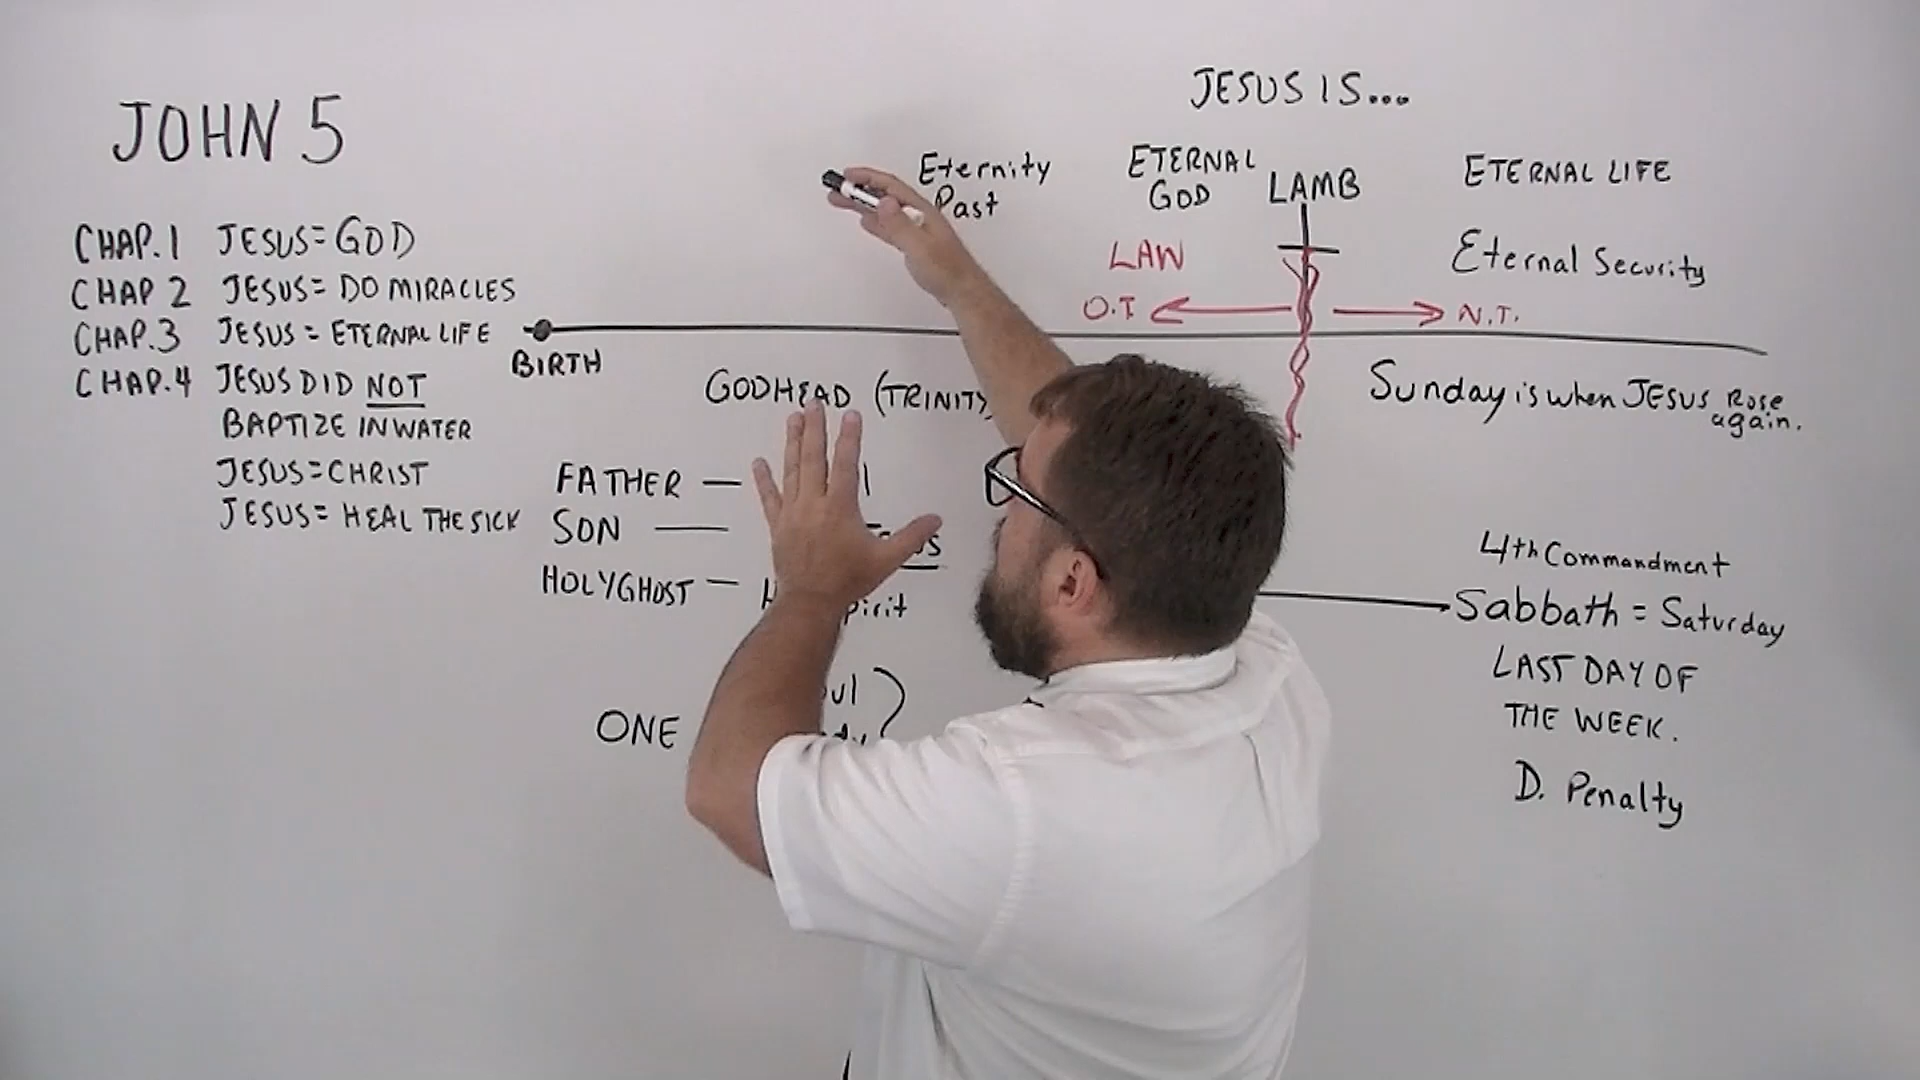 JOHN 5
CHAP.1 JESUS=GOD
CHAP 2 JESUS= DO MIRACLES
CHAP.3 JESUS = ETERNAL LIFE
CHAP.4 JESUS DID NOT
BAPTIZE IN WATER
JESUS=CHRIST
JESUS= HEAL THE SICK
BIRTH
GODHEAD (TRINITY
FATHER —
SON —
HOLYGHOST —
ONE
JESUS IS...
Eternity
Past
ETERNAL
GOD
LAMB
ETERNAL LIFE
LAW
Eternal Security
O.T
N.T.
Sunday is when JESUS Rose
again.
4th Commandment
Sabbath = Saturday
LAST DAY OF
THE WEEK.
D. Penalty